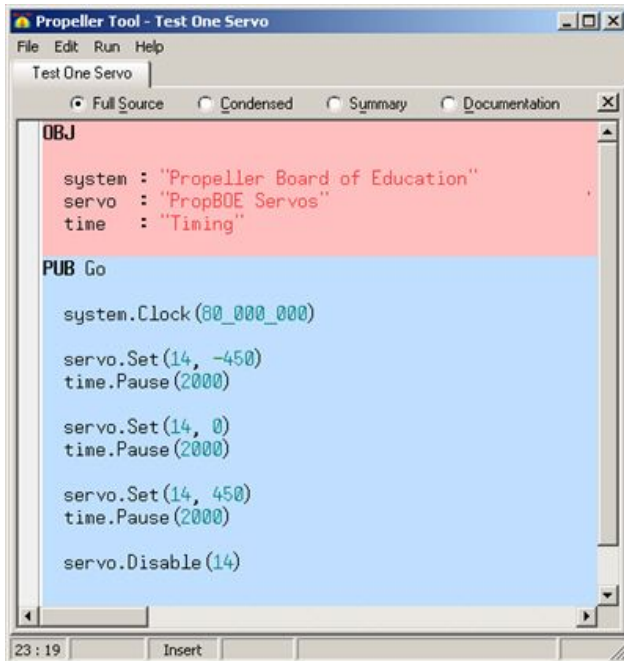 Propeller Tool - Test One Servo
File Edit Run Help
Test One Servo
Full Source Condensed Summary Documentation
OBJ
system : "Propeller Board of Education"
servo : "PropBOE Servos" '
time : "Timing"
PUB Go
system.Clock(80_000_000)
servo.Set(14, -450)
time.Pause(2000)
servo.Set(14, 0)
time.Pause(2000)
servo.Set(14, 450)
time.Pause(2000)
servo.Disable(14)
23 : 19 Insert